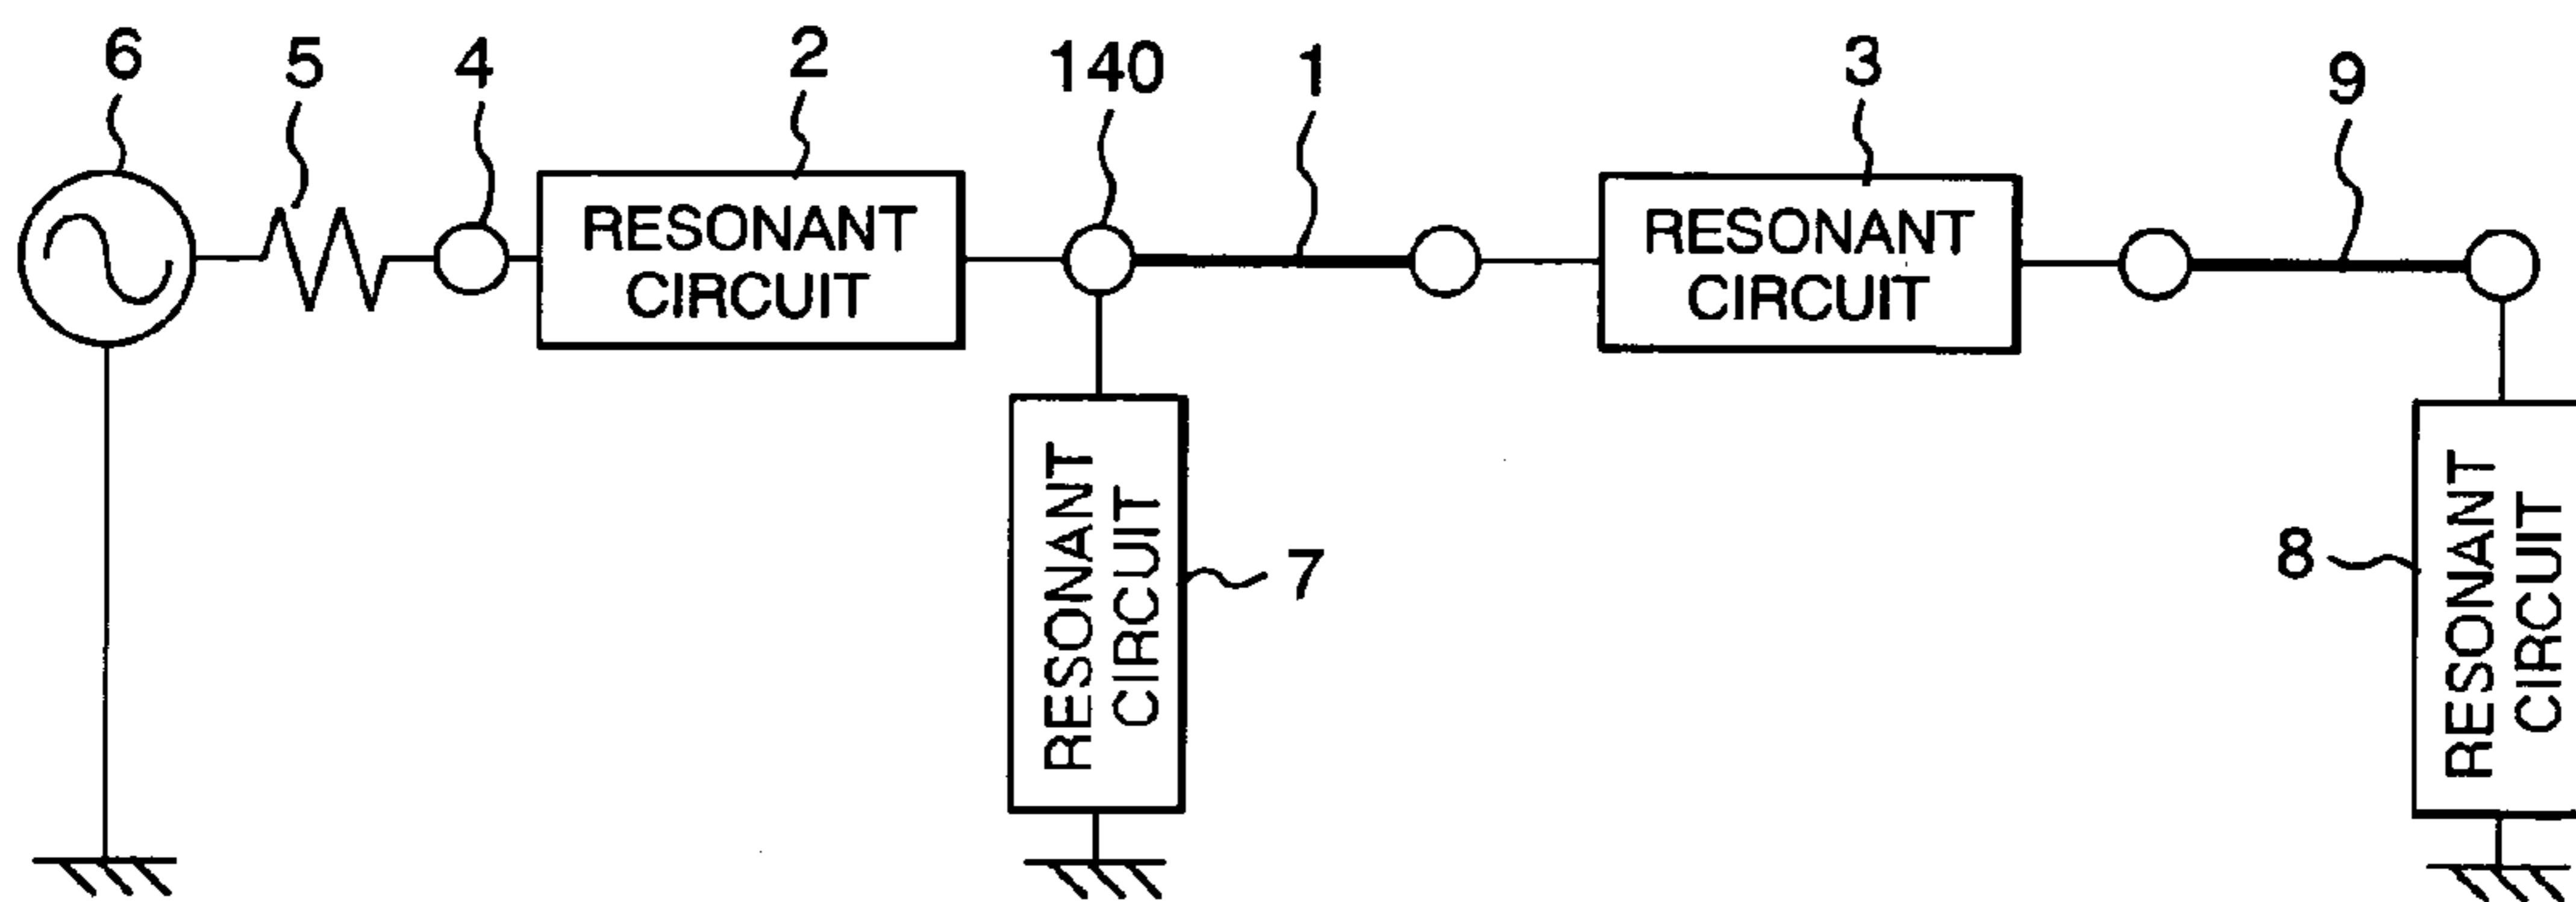 6 5 4 2 140 1 3 9
RESONANT
CIRCUIT
RESONANT
CIRCUIT
RESONANT
CIRCUIT
7
8
RESONANT
CIRCUIT